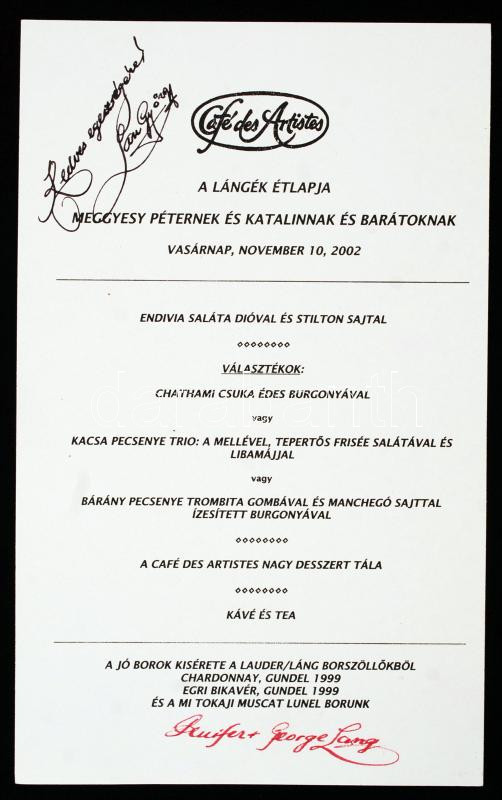 Kedves egészségére!
Láng György
Café des Artistes
A LÁNGÉK ÉTLAPJA
MEGGYESY PÉTERNEK ÉS KATALINNAK ÉS BARÁTOKNAK
VASÁRNAP, NOVEMBER 10, 2002
ENDIVIA SALÁTA DIÓVAL ÉS STILTON SAJTAL
VÁLASZTÉKOK:
CHATHAMI CSUKA ÉDES BURGONYÁVAL
vagy
KACSA PECSENYE TRIO: A MELLÉVEL, TEPERTŐS FRISÉE SALÁTÁVAL ÉS
LIBAMÁJJAL
vagy
BÁRÁNY PECSENYE TROMBITA GOMBÁVAL ÉS MANCHEGÓ SAJTTAL
ÍZESÍTETT BURGONYÁVAL
A CAFÉ DES ARTISTES NAGY DESSZERT TÁLA
KÁVÉ ÉS TEA
A JÓ BOROK KISÉRETE A LAUDER/LÁNG BORSZÖLLŐKBŐL
CHARDONNAY, GUNDEL 1999
EGRI BIKAVÉR, GUNDEL 1999
ÉS A MI TOKAJI MUSCAT LUNEL BORUNK
Jenifer + George Lang